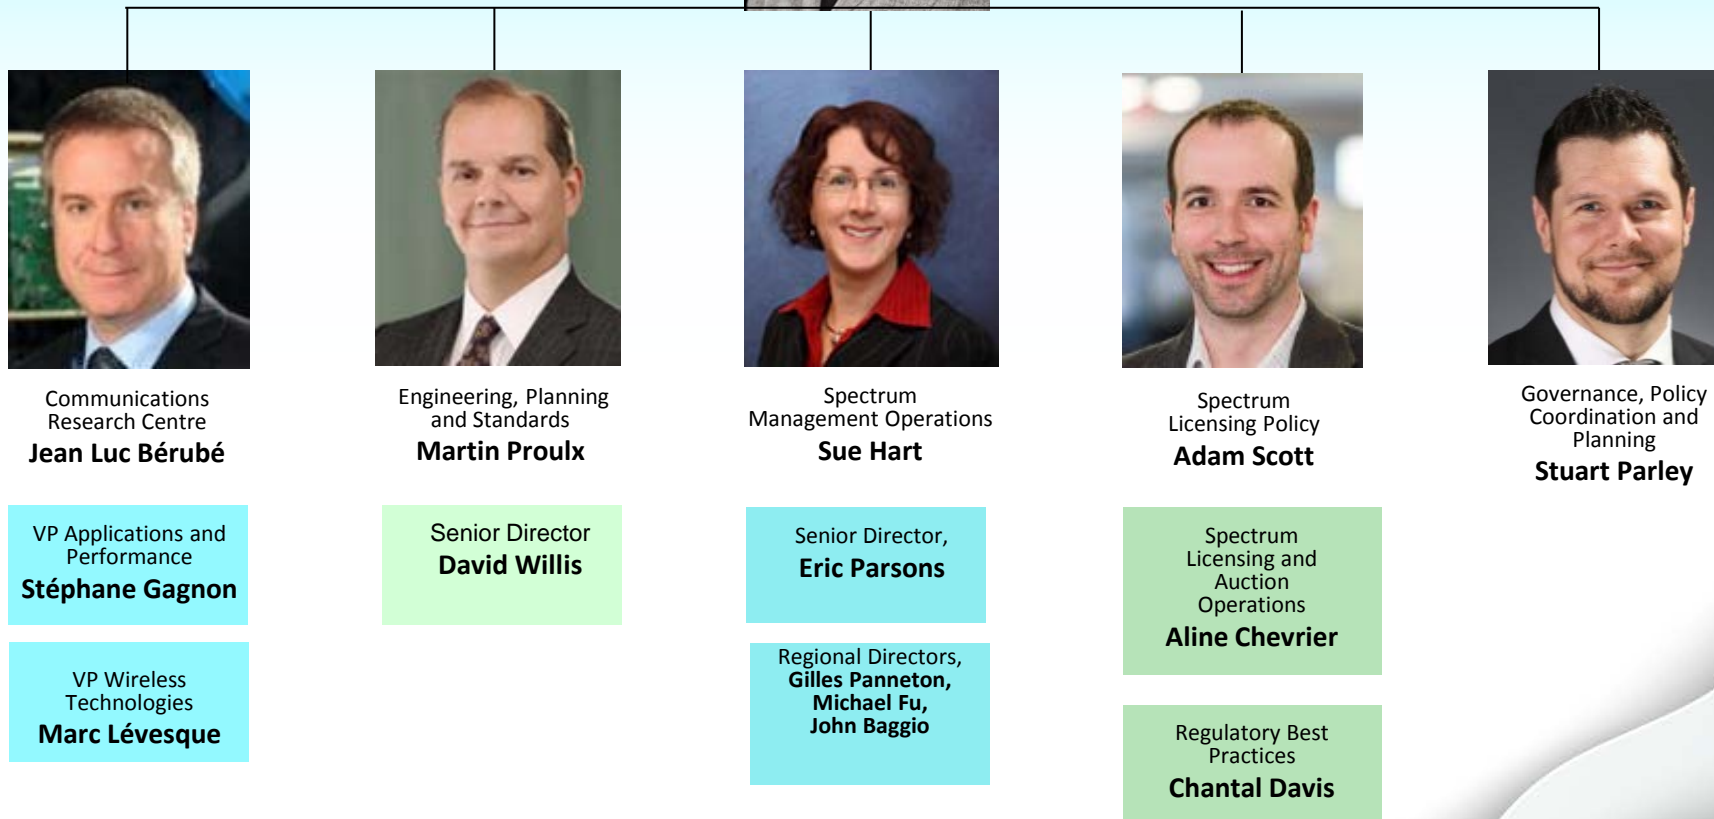 Communications
Research Centre
Jean Luc Bérubé
Engineering, Planning
and Standards
Martin Proulx
Spectrum
Management Operations
Sue Hart
Spectrum
Licensing Policy
Adam Scott
Governance, Policy
Coordination and
Planning
Stuart Parley
VP Applications and
Performance
Stéphane Gagnon
Senior Director
David Willis
Senior Director,
Eric Parsons
Spectrum
Licensing and
Auction
Operations
Aline Chevrier
VP Wireless
Technologies
Marc Lévesque
Regional Directors,
Gilles Panneton,
Michael Fu,
John Baggio
Regulatory Best
Practices
Chantal Davis